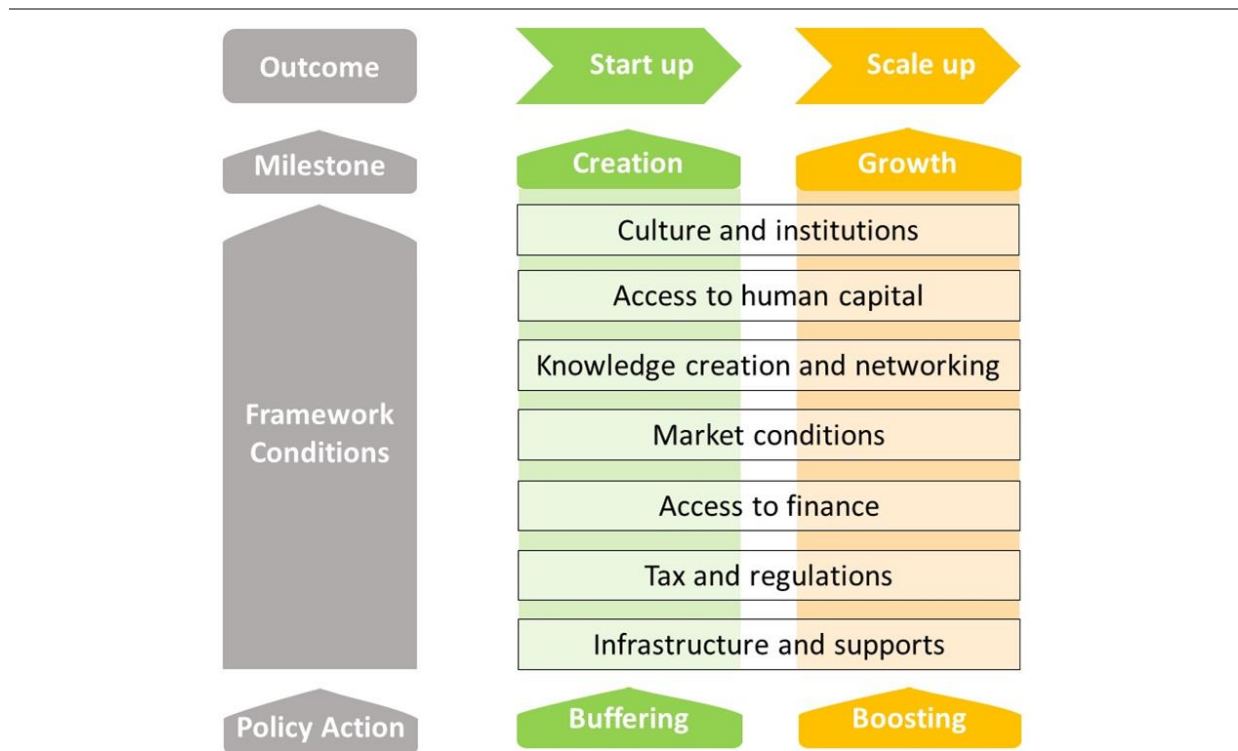 Outcome
Start up
Scale up
Milestone
Creation
Growth
Framework
Conditions
Culture and institutions
Access to human capital
Knowledge creation and networking
Market conditions
Access to finance
Tax and regulations
Infrastructure and supports
Policy Action
Buffering
Boosting